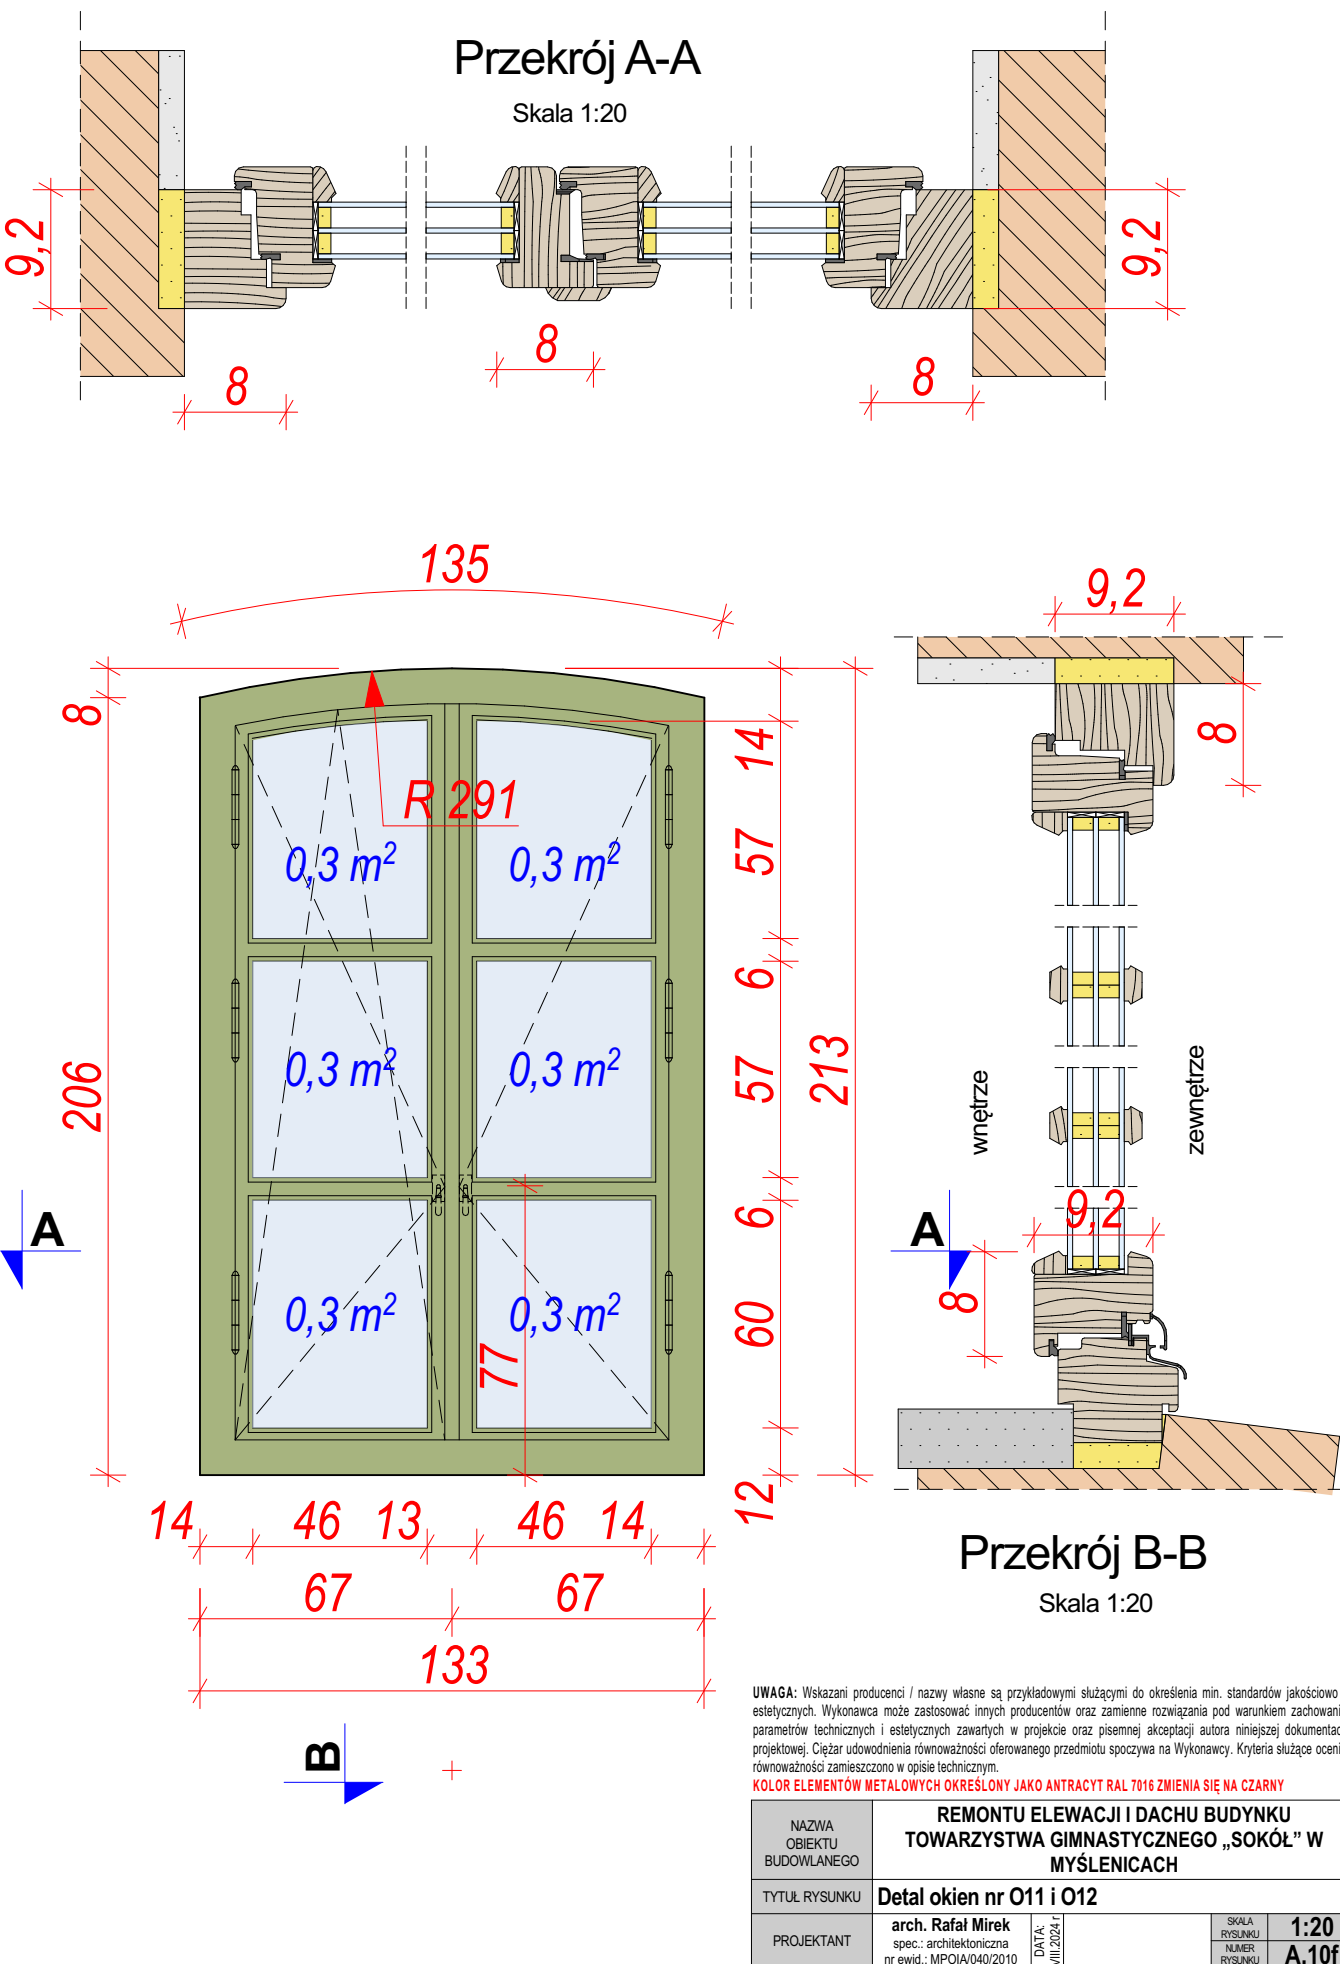 Przekrój A-A
Skala 1:20
9,2
9,2
8
8
8
135
9,2
8
8
14
R 291
57
0,3 m²
0,3 m²
6
206
213
57
0,3 m²
0,3 m²
wnętrze
zewnętrze
A
6
A
9,2
8
0,3 m²
0,3 m²
60
77
12
14 46 13 46 14
67 67
133
Przekrój B-B
Skala 1:20
B
UWAGA: Wskazani producenci / nazwy własne są przykładowymi służącymi do określenia min. standardów jakościowo
estetycznych. Wykonawca może zastosować innych producentów oraz zamienne rozwiązania pod warunkiem zachowani
parametrów technicznych i estetycznych zawartych w projekcie oraz pisemnej akceptacji autora niniejszej dokumentac
projektowej. Ciężar udowodnienia równoważności oferowanego przedmiotu spoczywa na Wykonawcy. Kryteria służące oceni
równoważności zamieszczono w opisie technicznym.
KOLOR ELEMENTÓW METALOWYCH OKREŚLONY JAKO ANTRACYT RAL 7016 ZMIENIA SIĘ NA CZARNY
NAZWA
OBIEKTU
BUDOWLANEGO
REMONTU ELEWACJI I DACHU BUDYNKU
TOWARZYSTWA GIMNASTYCZNEGO „SOKÓŁ” W
MYŚLENICACH
TYTUŁ RYSUNKU
Detal okien nr O11 i O12
PROJEKTANT
arch. Rafał Mirek
spec.: architektoniczna
nr ewid.: MPOIA/040/2010
DATA:
VIII.2024 r
SKALA
RYSUNKU
1:20
NUMER
RYSUNKU
A.10f